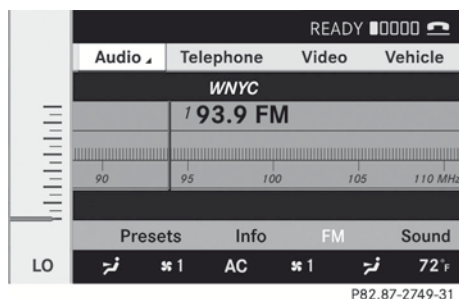 READY
Audio Telephone Video Vehicle
WNYC
1 93.9 FM
90 95 100 105 110 MHz
Presets Info FM Sound
LO 1 AC 1 72°F
P82.87-2749-31